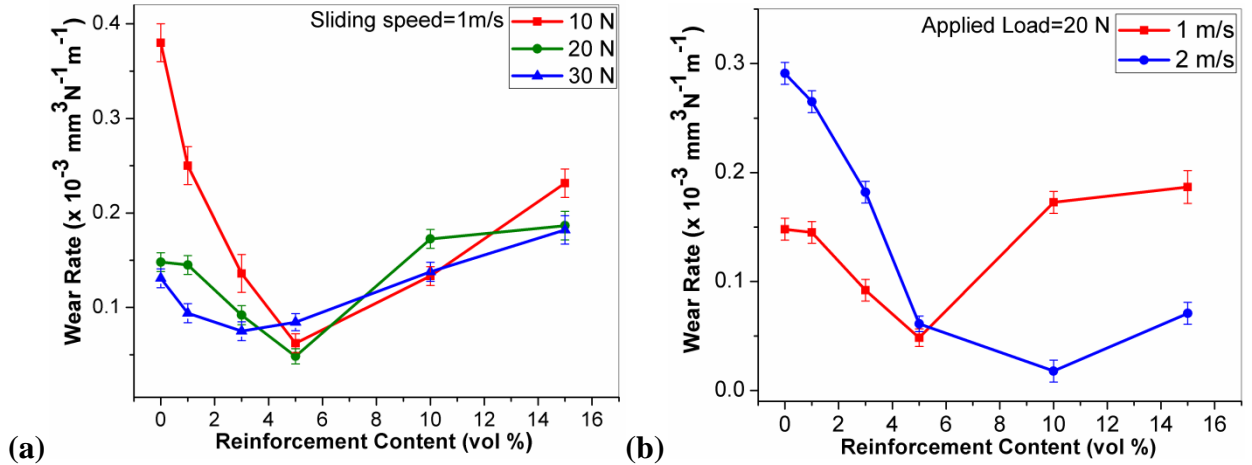 Sliding speed=1m/s
10 N
20 N
30 N
0.4
0.3
0.2
0.1
Wear Rate (x 10⁻³ mm³N⁻¹m⁻¹)
0 2 4 6 8 10 12 14 16
Reinforcement Content (vol %)
(a)
Applied Load=20 N
1 m/s
2 m/s
0.3
0.2
0.1
0.0
Wear Rate (x 10⁻³ mm³N⁻¹m⁻¹)
0 2 4 6 8 10 12 14 16
Reinforcement Content (vol %)
(b)